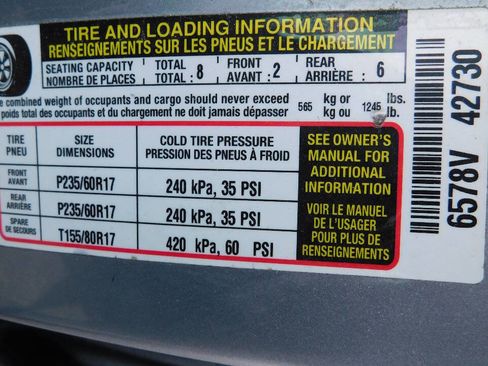 TIRE AND LOADING INFORMATION
RENSEIGNEMENTS SUR LES PNEUS ET LE CHARGEMENT
SEATING CAPACITY TOTAL : 8 FRONT : 2 REAR : 6
NOMBRE DE PLACES TOTAL AVANT ARRIÈRE
combined weight of occupants and cargo should never exceed 565 kg or 1245 lbs.
poids total des occupants et du chargement ne doit jamais dépasser kg ou lb.
TIRE SIZE COLD TIRE PRESSURE
PNEU DIMENSIONS PRESSION DES PNEUS À FROID
FRONT
AVANT P235/60R17 240 kPa, 35 PSI
REAR
ARRIÈRE P235/60R17 240 kPa, 35 PSI
SPARE
DE SECOURS T155/80R17 420 kPa, 60 PSI
SEE OWNER'S
MANUAL FOR
ADDITIONAL
INFORMATION
VOIR LE MANUEL
DE L'USAGER
POUR PLUS DE
RENSEIGNEMENTS
6578V 42730